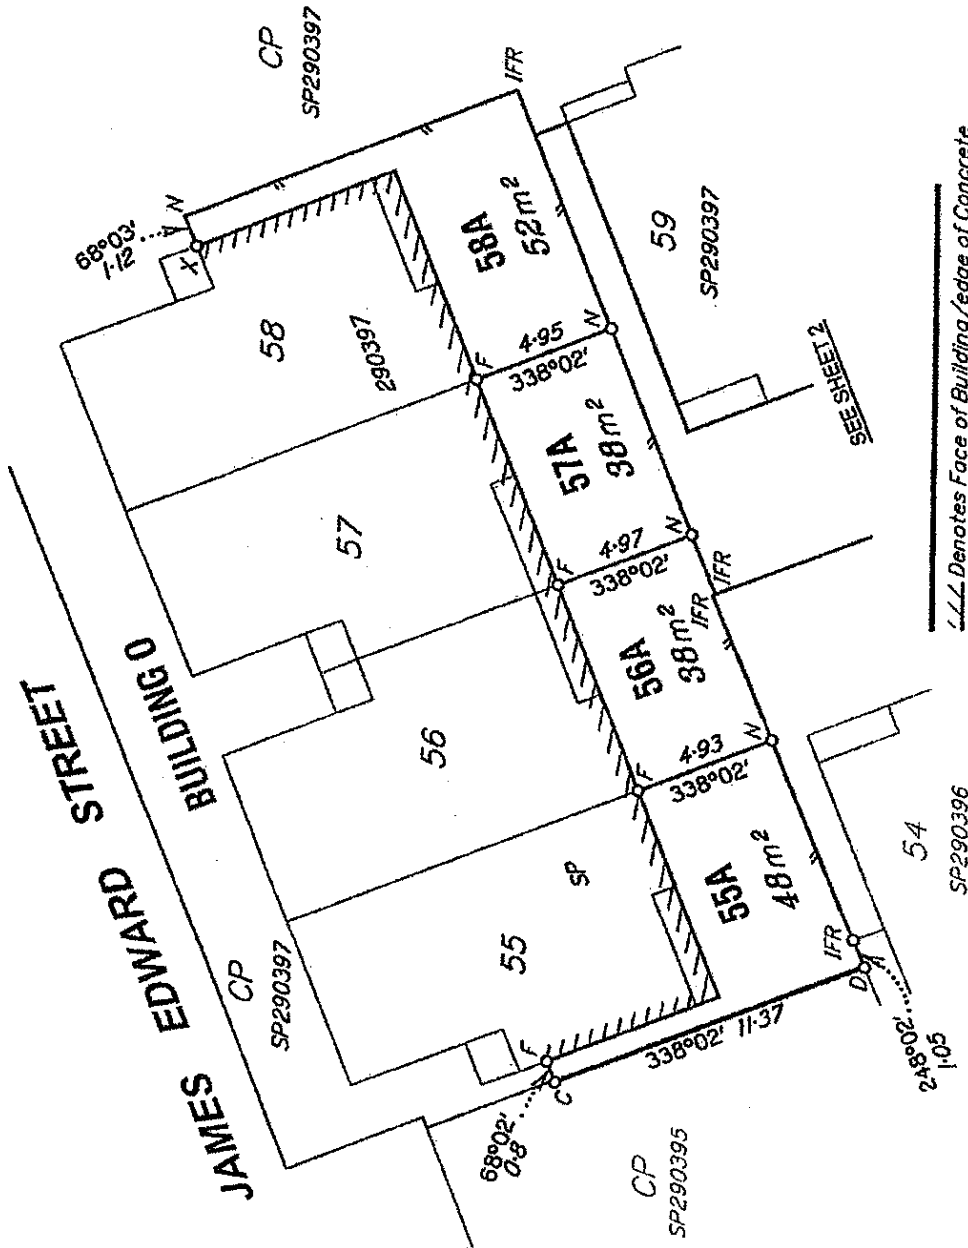 JAMES EDWARD STREET
BUILDING O
CP
SP290397
CP
SP290397
68°03'
1·12
X
N
IFR
58
290397
57
56
55
SP
58A
52m²
F
4·95
338°02'
N
57A
38m²
F
4·97
338°02'
N
IFR
IFR
56A
38m²
F
4·93
338°02'
N
55A
48m²
F
C
68°02'
0·8
338°02' 11·37
D
IFR
248°02'
1·05
CP
SP290395
54
SP290396
59
SP290397
SEE SHEET 2
Denotes Face of Building/edge of Concrete